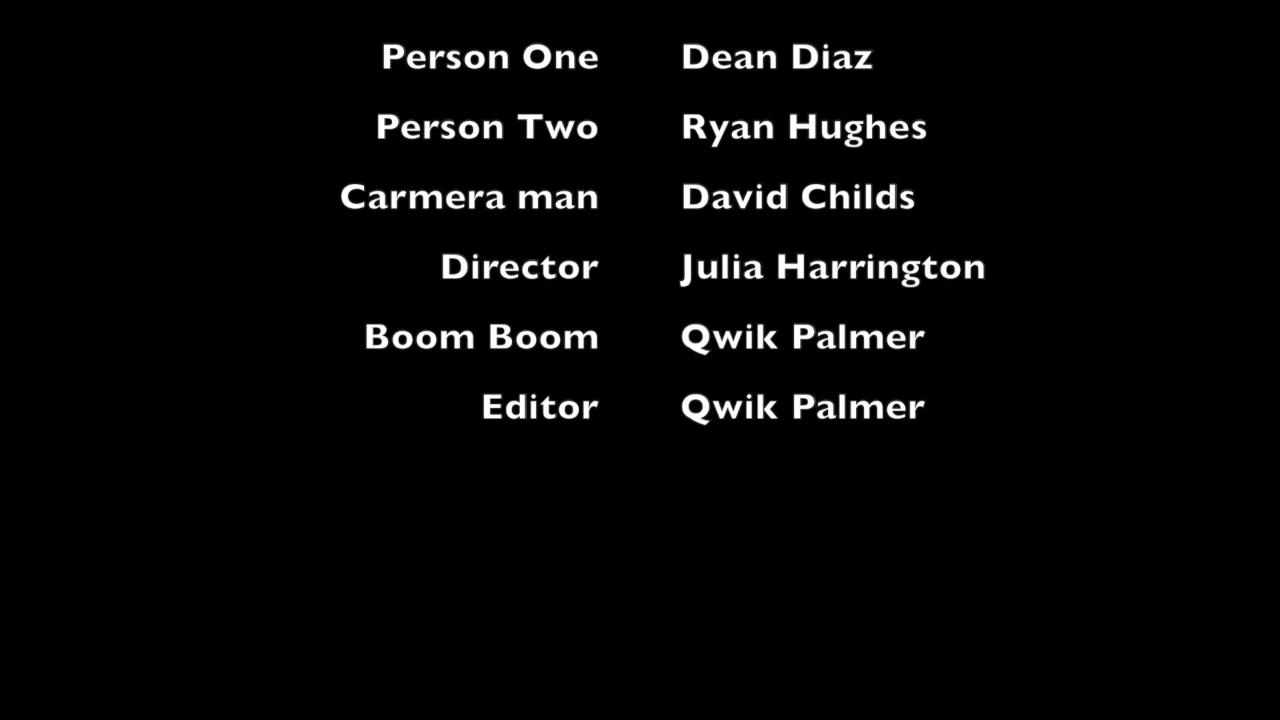 Person One Dean Diaz
Person Two Ryan Hughes
Carmera man David Childs
Director Julia Harrington
Boom Boom Qwik Palmer
Editor Qwik Palmer